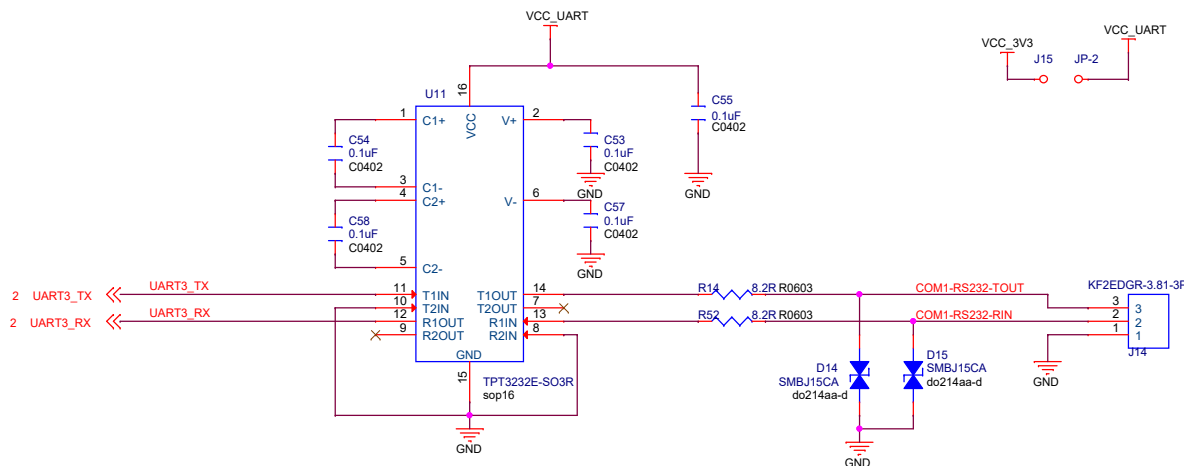 VCC_UART
VCC_3V3
J15
JP-2
VCC_UART
U11
16
VCC
1
C1+
V+
2
C54
0.1uF
C0402
C53
0.1uF
C0402
GND
C55
0.1uF
C0402
GND
3
C1-
4
C2+
V-
6
C58
0.1uF
C0402
C57
0.1uF
C0402
GND
5
C2-
2 UART3_TX
UART3_TX
11
T1IN
T1OUT
14
R14
8.2R
R0603
COM1-RS232-TOUT
10
T2IN
T2OUT
7
2 UART3_RX
UART3_RX
12
R1OUT
R1IN
13
R52
8.2R
R0603
COM1-RS232-RIN
9
R2OUT
R2IN
8
GND
15
TPT3232E-SO3R
sop16
GND
KF2EDGR-3.81-3P
3
3
2
2
1
1
J14
GND
D14
SMBJ15CA
do214aa-d
D15
SMBJ15CA
do214aa-d
GND